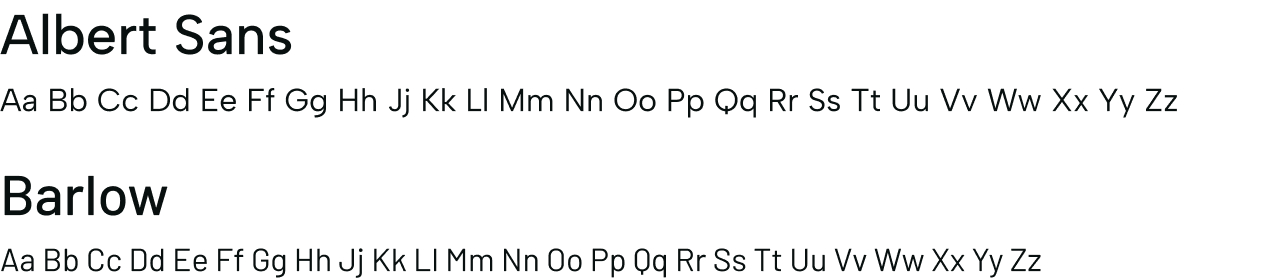 Albert Sans
Aa Bb Cc Dd Ee Ff Gg Hh Jj Kk Ll Mm Nn Oo Pp Qq Rr Ss Tt Uu Vv Ww Xx Yy Zz
Barlow
Aa Bb Cc Dd Ee Ff Gg Hh Jj Kk Ll Mm Nn Oo Pp Qq Rr Ss Tt Uu Vv Ww Xx Yy Zz